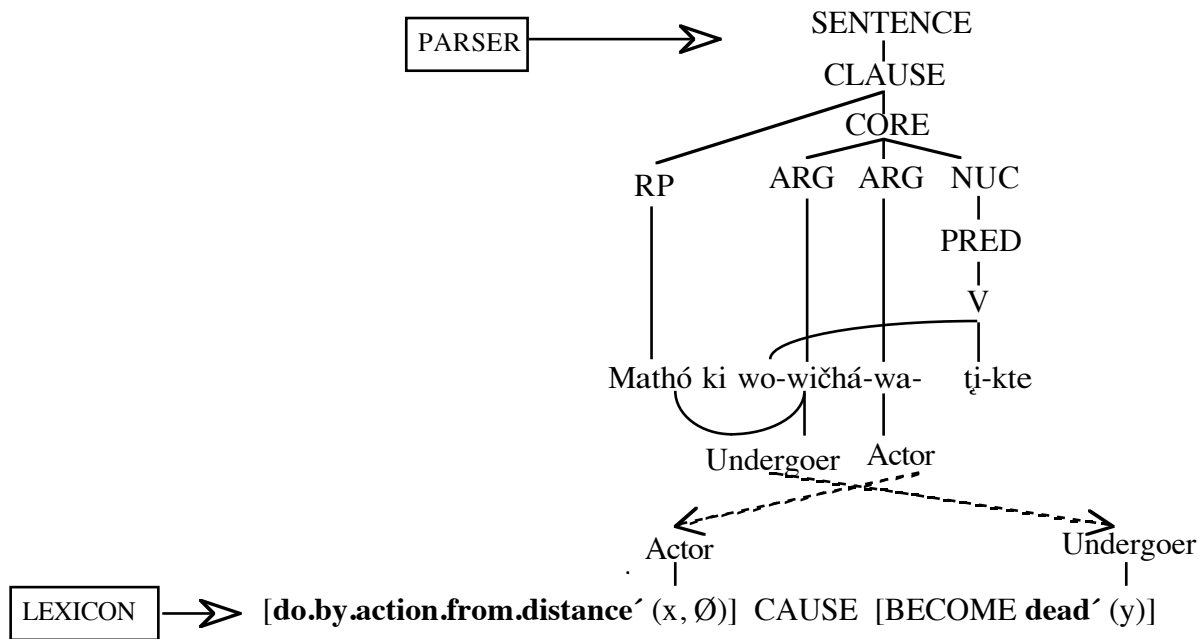 SENTENCE
PARSER
CLAUSE
CORE
RP ARG ARG NUC
PRED
V
Mathó ki wo-wičhá-wa- t̨i-kte
Undergoer Actor
Actor Undergoer
LEXICON [do.by.action.from.distance´ (x, Ø)] CAUSE [BECOME dead´ (y)]